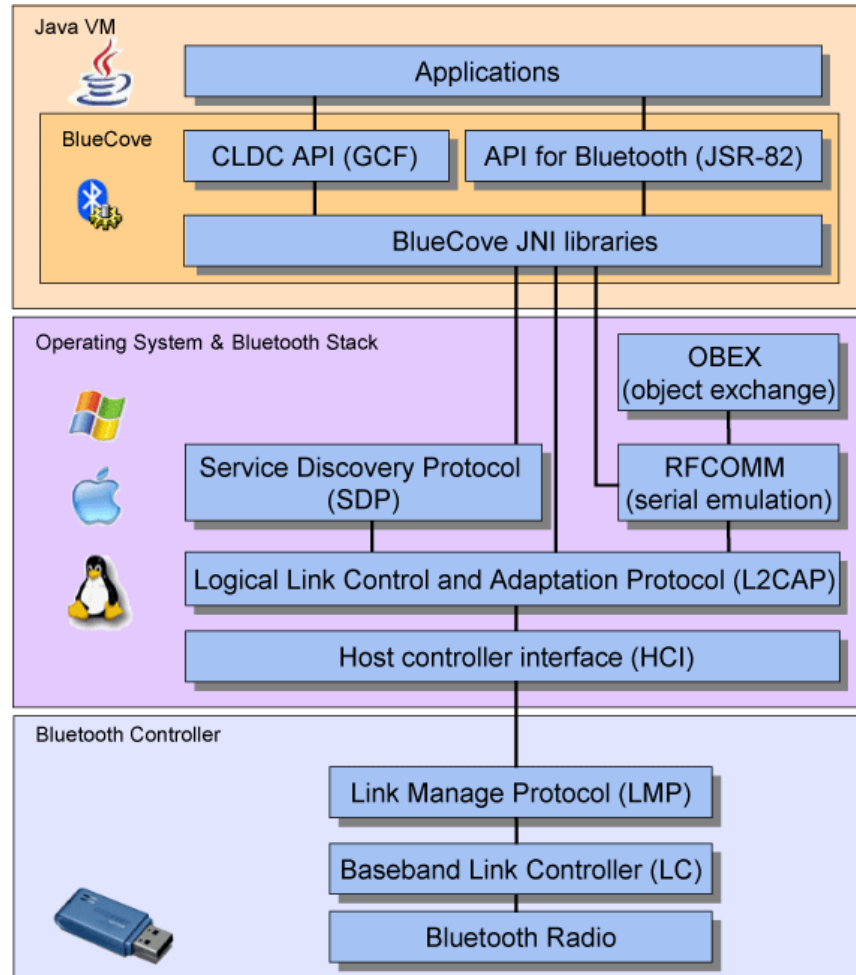 Java VM
Applications
BlueCove
CLDC API (GCF)
API for Bluetooth (JSR-82)
BlueCove JNI libraries
Operating System & Bluetooth Stack
OBEX
(object exchange)
Service Discovery Protocol
(SDP)
RFCOMM
(serial emulation)
Logical Link Control and Adaptation Protocol (L2CAP)
Host controller interface (HCI)
Bluetooth Controller
Link Manage Protocol (LMP)
Baseband Link Controller (LC)
Bluetooth Radio